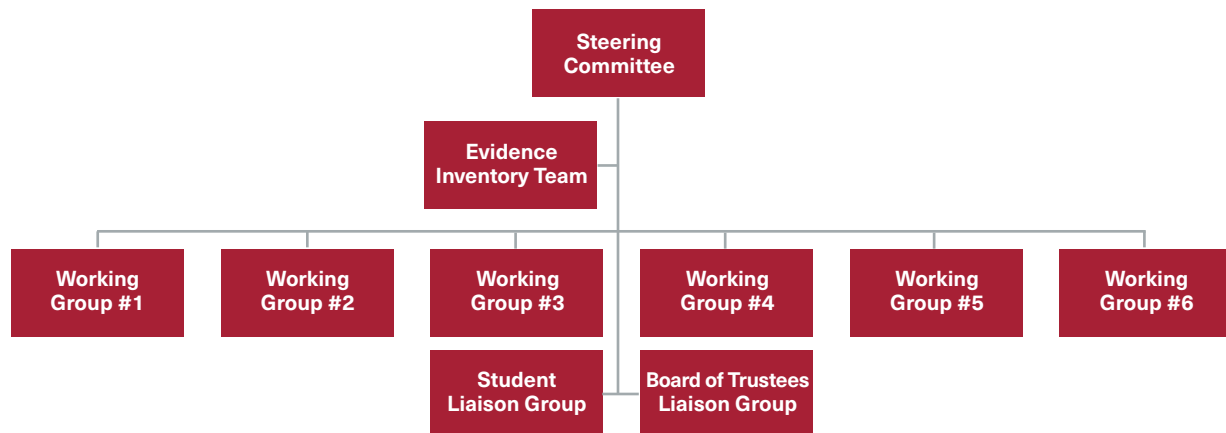 Steering
Committee
Evidence
Inventory Team
Working
Group #1
Working
Group #2
Working
Group #3
Working
Group #4
Working
Group #5
Working
Group #6
Student
Liaison Group
Board of Trustees
Liaison Group